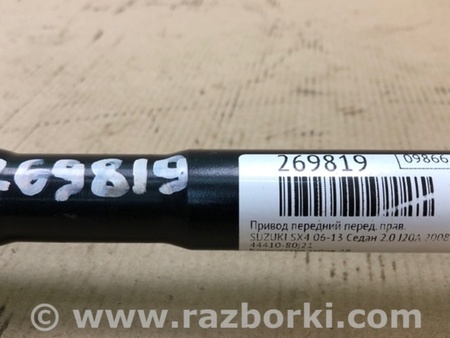 269819
269819
09866
Привод передний перед. прав.
SUZUKI SX4 06-13 Седан 2.0 J20A 2008
44410-80J21
www.razborki.com